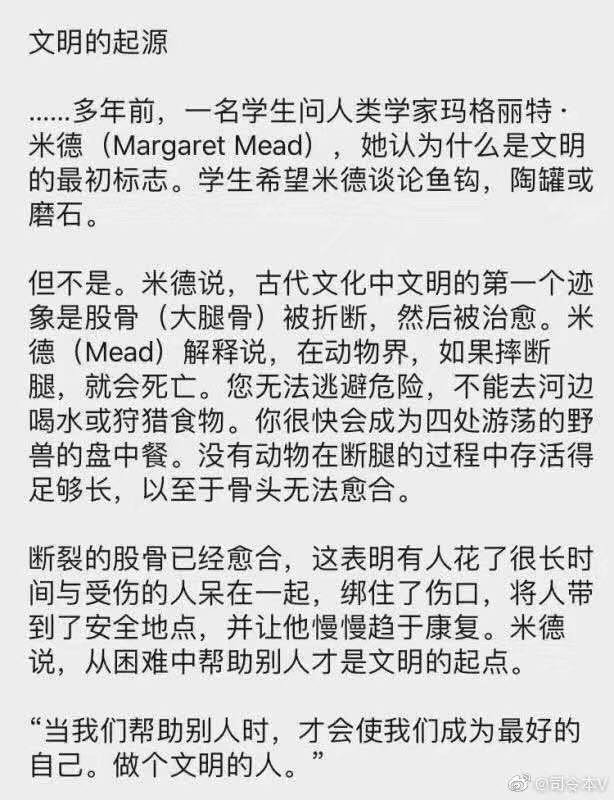 文明的起源
……多年前，一名学生问人类学家玛格丽特·
米德（Margaret Mead），她认为什么是文明
的最初标志。学生希望米德谈论鱼钩，陶罐或
磨石。
但不是。米德说，古代文化中文明的第一个迹
象是股骨（大腿骨）被折断，然后被治愈。米
德（Mead）解释说，在动物界，如果摔断
腿，就会死亡。您无法逃避危险，不能去河边
喝水或狩猎食物。你很快会成为四处游荡的野
兽的盘中餐。没有动物在断腿的过程中存活得
足够长，以至于骨头无法愈合。
断裂的股骨已经愈合，这表明有人花了很长时
间与受伤的人呆在一起，绑住了伤口，将人带
到了安全地点，并让他慢慢趋于康复。米德
说，从困难中帮助别人才是文明的起点。
“当我们帮助别人时，才会使我们成为最好的
自己。做个文明的人。”
@司令本V